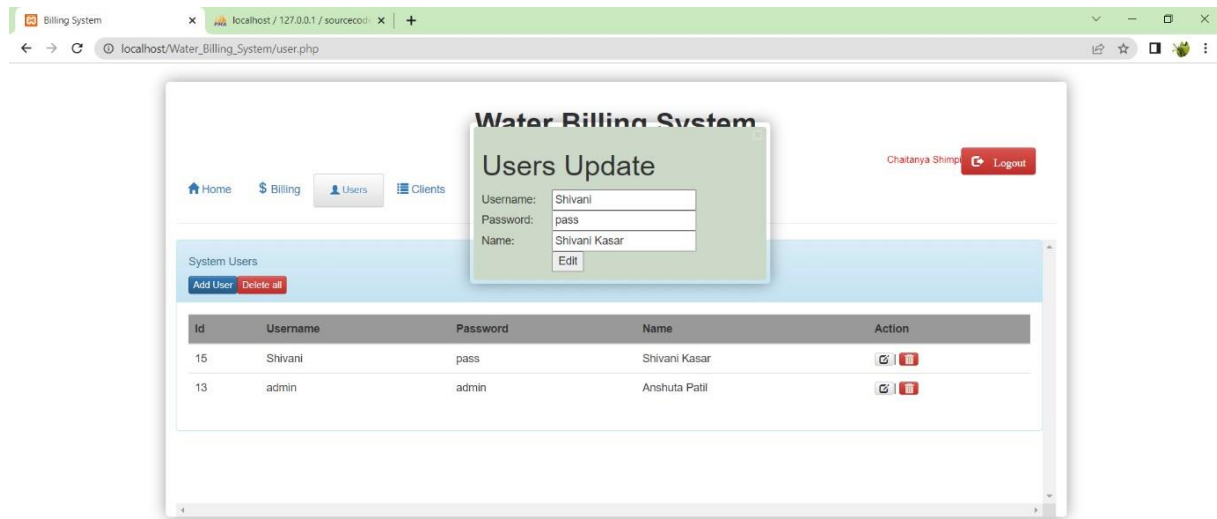 Billing System
localhost / 127.0.0.1 / sourcecod
localhost/Water_Billing_System/user.php
Water Billing System
Users Update
Chaitanya Shimpi
Logout
Home
$ Billing
Users
Clients
Username: Shivani
Password: pass
Name: Shivani Kasar
Edit
System Users
Add User Delete all
Id Username Password Name Action
15 Shivani pass Shivani Kasar
13 admin admin Anshuta Patil